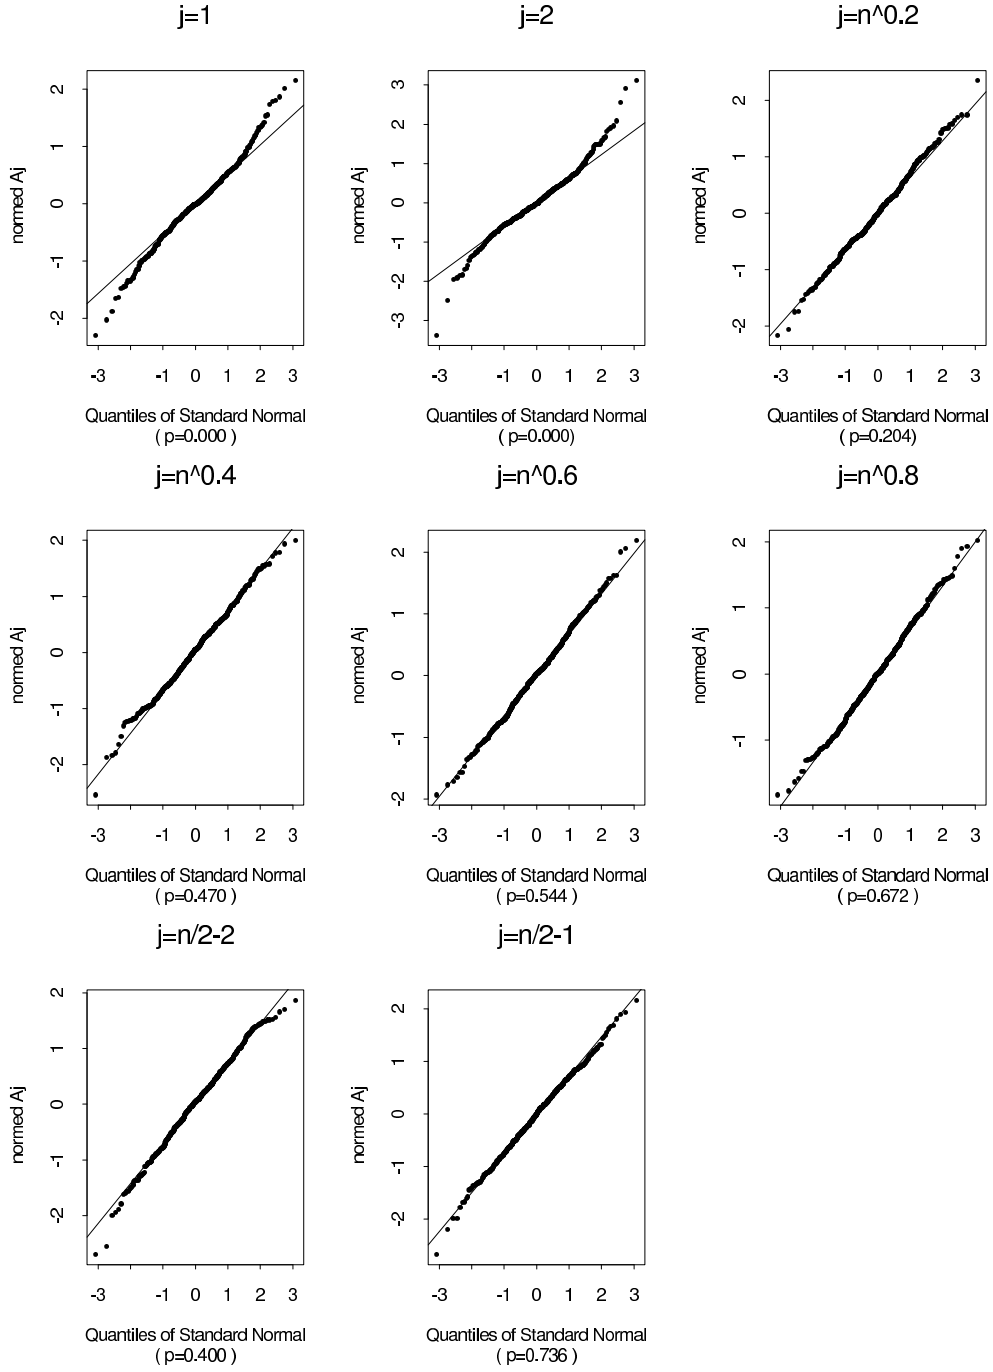 j=1
normed Aj
2
1
0
-1
-2
-3 -2 -1 0 1 2 3
Quantiles of Standard Normal
( p=0.000 )
j=2
normed Aj
3
2
1
0
-1
-2
-3
-3 -2 -1 0 1 2 3
Quantiles of Standard Normal
( p=0.000)
j=n^0.2
normed Aj
2
1
0
-1
-2
-3 -2 -1 0 1 2 3
Quantiles of Standard Normal
( p=0.204)
j=n^0.4
normed Aj
2
1
0
-1
-2
-3 -2 -1 0 1 2 3
Quantiles of Standard Normal
( p=0.470 )
j=n^0.6
normed Aj
2
1
0
-1
-2
-3 -2 -1 0 1 2 3
Quantiles of Standard Normal
( p=0.544 )
j=n^0.8
normed Aj
2
1
0
-1
-3 -2 -1 0 1 2 3
Quantiles of Standard Normal
( p=0.672 )
j=n/2-2
normed Aj
2
1
0
-1
-2
-3 -2 -1 0 1 2 3
Quantiles of Standard Normal
( p=0.400 )
j=n/2-1
normed Aj
2
1
0
-1
-2
-3 -2 -1 0 1 2 3
Quantiles of Standard Normal
( p=0.736 )